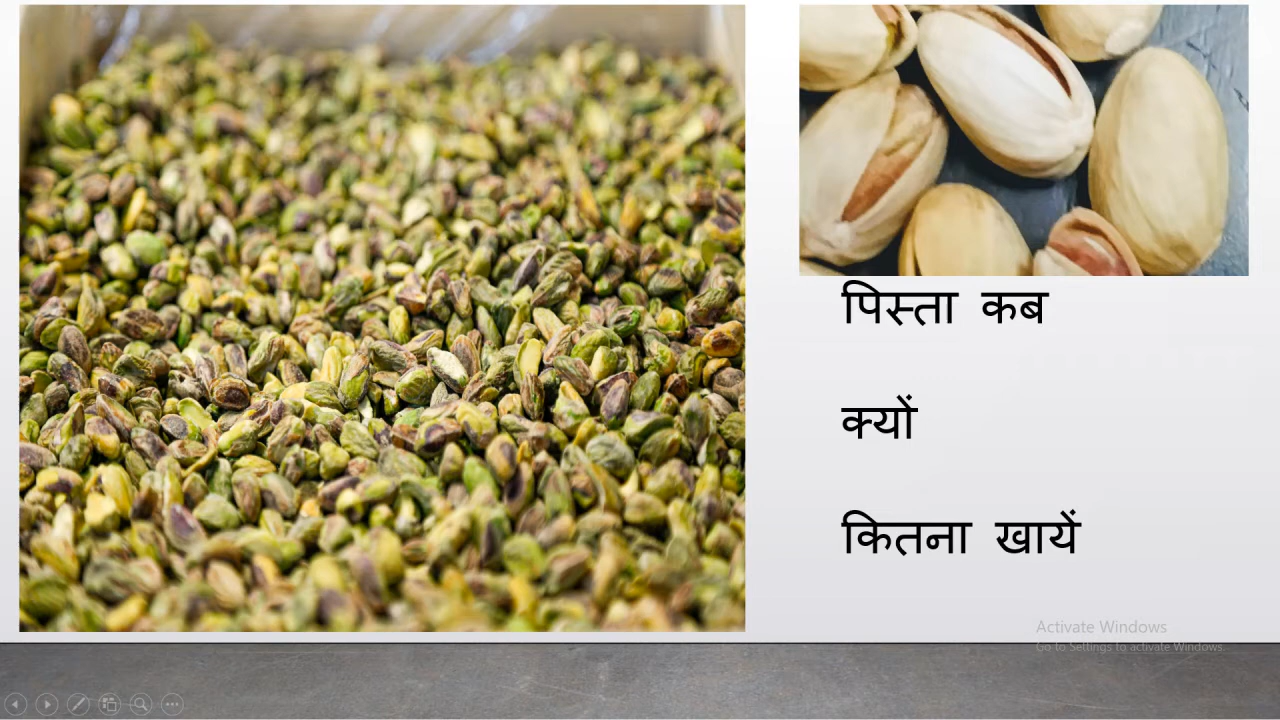 पिस्ता कब
क्यों
कितना खायें
Activate Windows
Go to Settings to activate Windows.